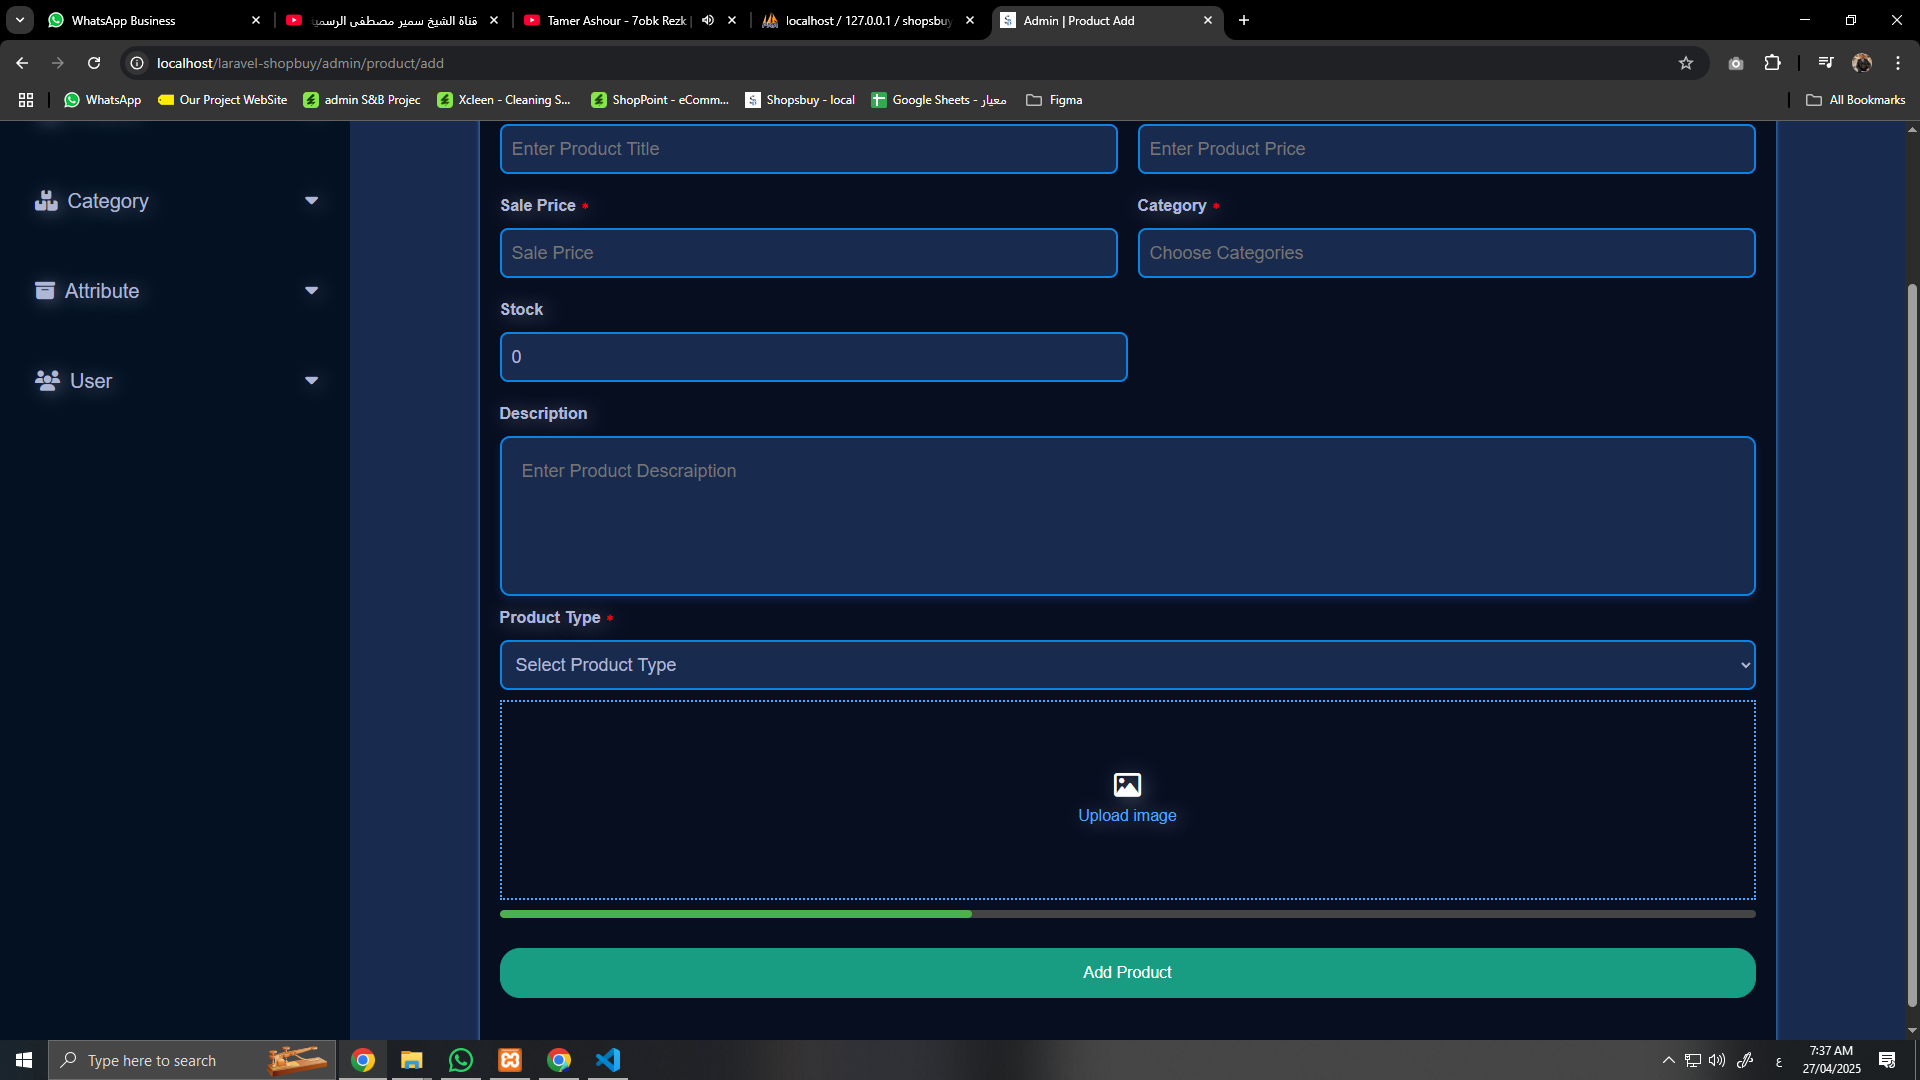 WhatsApp Business
قناة الشيخ سمير مصطفى الرسمية
Tamer Ashour - 7obk Rezk |
localhost / 127.0.0.1 / shopsbuy
Admin | Product Add
localhost/laravel-shopbuy/admin/product/add
WhatsApp
Our Project WebSite
admin S&B Projec
Xcleen - Cleaning S...
ShopPoint - eComm...
Shopsbuy - local
Google Sheets - معيار
Figma
All Bookmarks
Enter Product Title
Enter Product Price
Category
Sale Price *
Category *
Sale Price
Choose Categories
Attribute
Stock
0
User
Description
Enter Product Descraiption
Product Type *
Select Product Type
Upload image
Add Product
Type here to search
ع
7:37 AM
27/04/2025